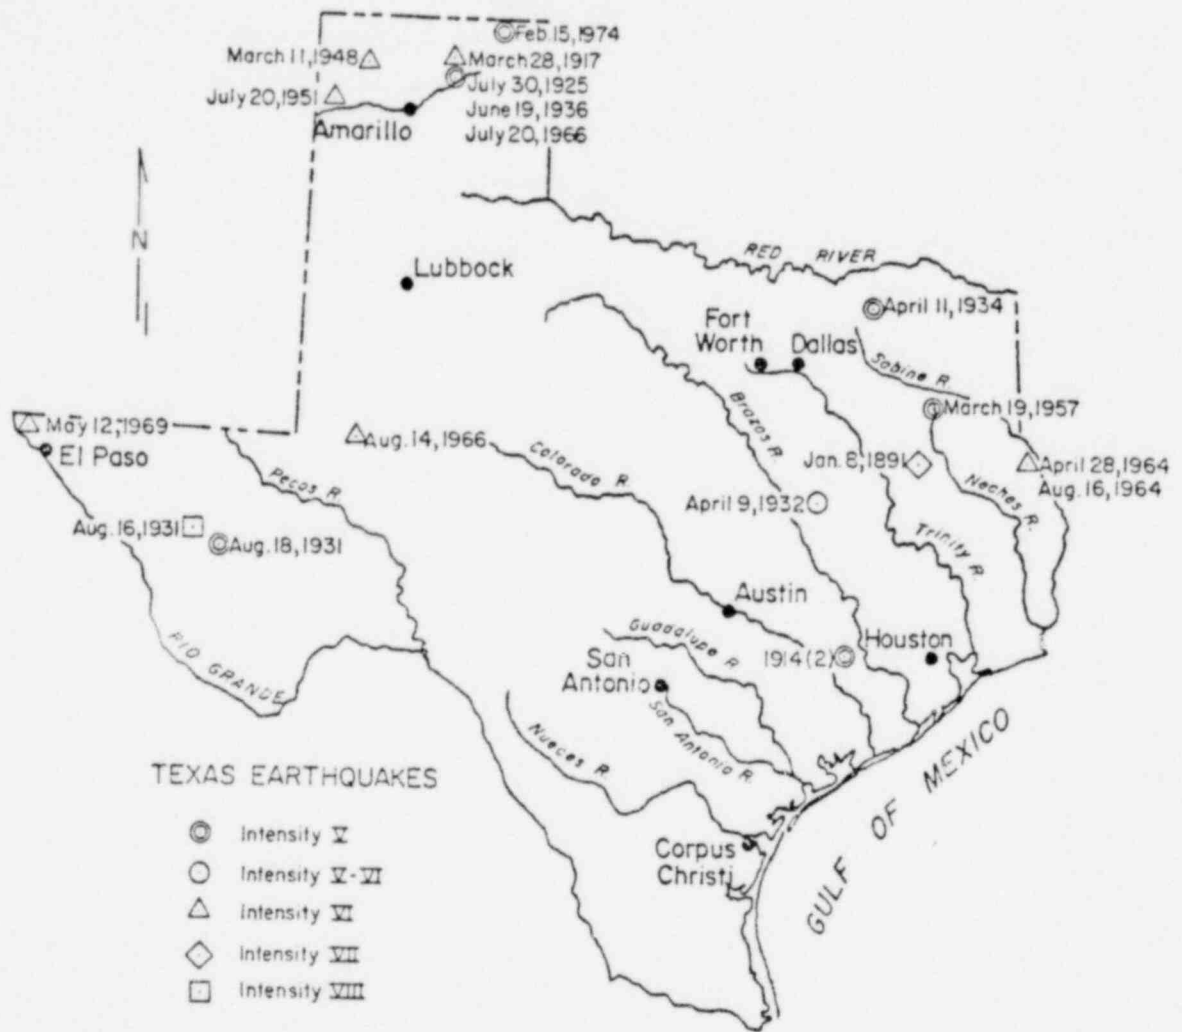 Feb. 15, 1974
March 11, 1948
March 28, 1917
July 30, 1925
July 20, 1951
June 19, 1936
Amarillo
July 20, 1966
N
RED RIVER
Lubbock
April 11, 1934
Fort
Worth
Dallas
Sabine R.
March 19, 1957
Brazos R.
May 12, 1969
El Paso
Aug. 14, 1966
Pecos R.
Colorado R.
Jan. 8, 1891
April 28, 1964
Aug. 16, 1964
Neches R.
April 9, 1932
Aug. 16, 1931
Aug. 18, 1931
Trinity R.
Austin
Guadalupe R
Houston
1914 (2)
RIO GRANDE
San
Antonio
San Antonio R.
Nueces R.
GULF OF MEXICO
Corpus
Christi
TEXAS EARTHQUAKES
Intensity V
Intensity V-VI
Intensity VI
Intensity VII
Intensity VIII